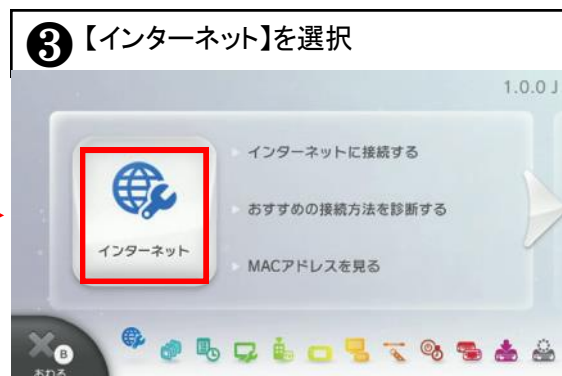 ❸【インターネット】を選択
1.0.0 J
インターネット
インターネットに接続する
おすすめの接続方法を診断する
MACアドレスを見る
B
おわる